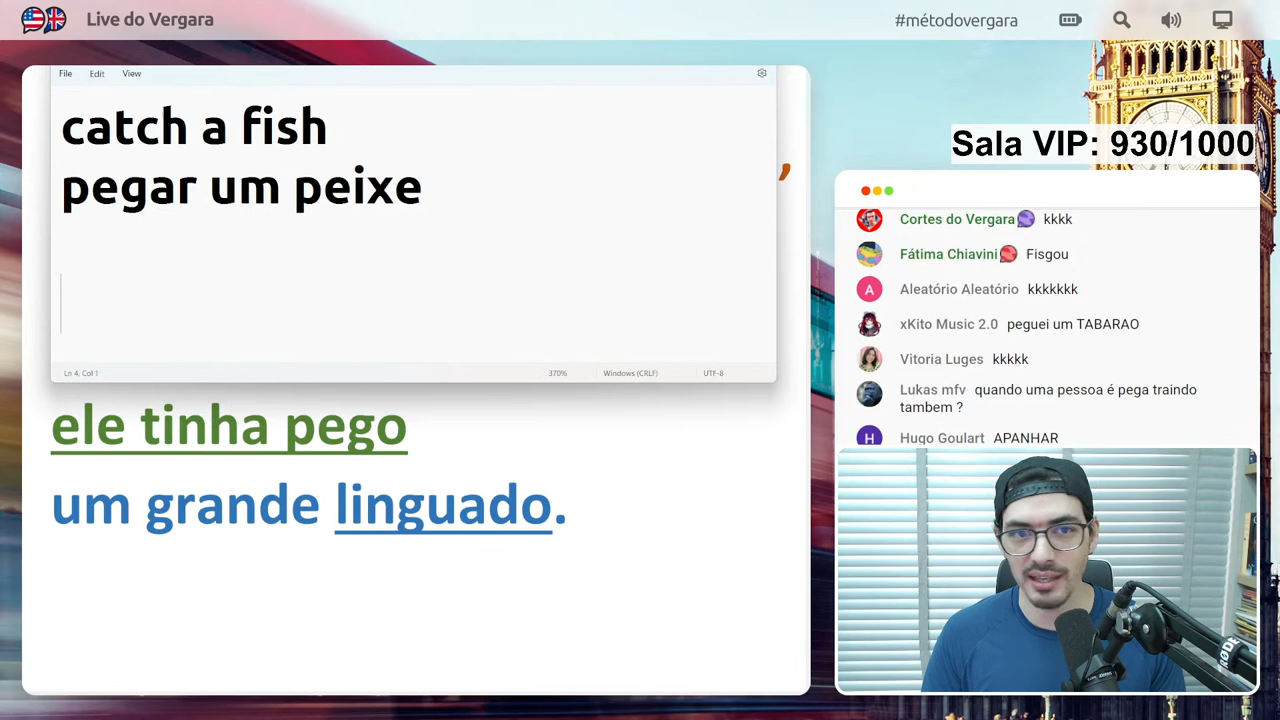 Live do Vergara
#métodovergara
File Edit View
catch a fish
pegar um peixe
,
Ln 4, Col 1 370% Windows (CRLF) UTF-8
ele tinha pego
um grande linguado.
Sala VIP: 930/1000
Cortes do Vergara kkkk
Fátima Chiavini Fisgou
A Aleatório Aleatório kkkkkkk
xKito Music 2.0 peguei um TABARAO
Vitoria Luges kkkkk
Lukas mfv quando uma pessoa é pega traindo
tambem ?
H Hugo Goulart APANHAR
RØDE